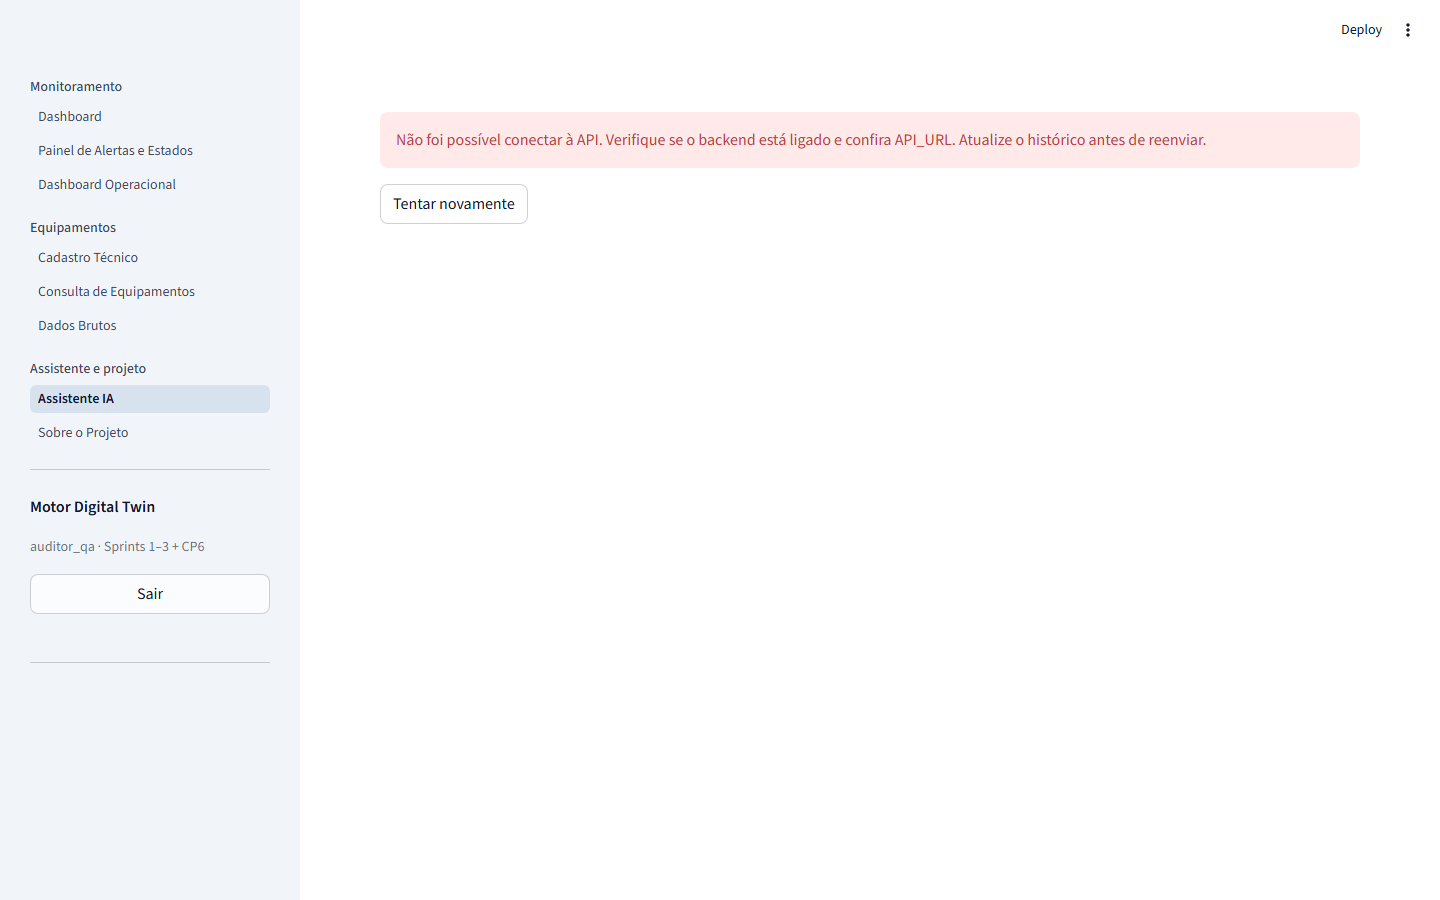 Deploy
Monitoramento
Dashboard
Painel de Alertas e Estados
Dashboard Operacional
Equipamentos
Cadastro Técnico
Consulta de Equipamentos
Dados Brutos
Assistente e projeto
Assistente IA
Sobre o Projeto
Motor Digital Twin
auditor_qa · Sprints 1–3 + CP6
Sair
Não foi possível conectar à API. Verifique se o backend está ligado e confira API_URL. Atualize o histórico antes de reenviar.
Tentar novamente